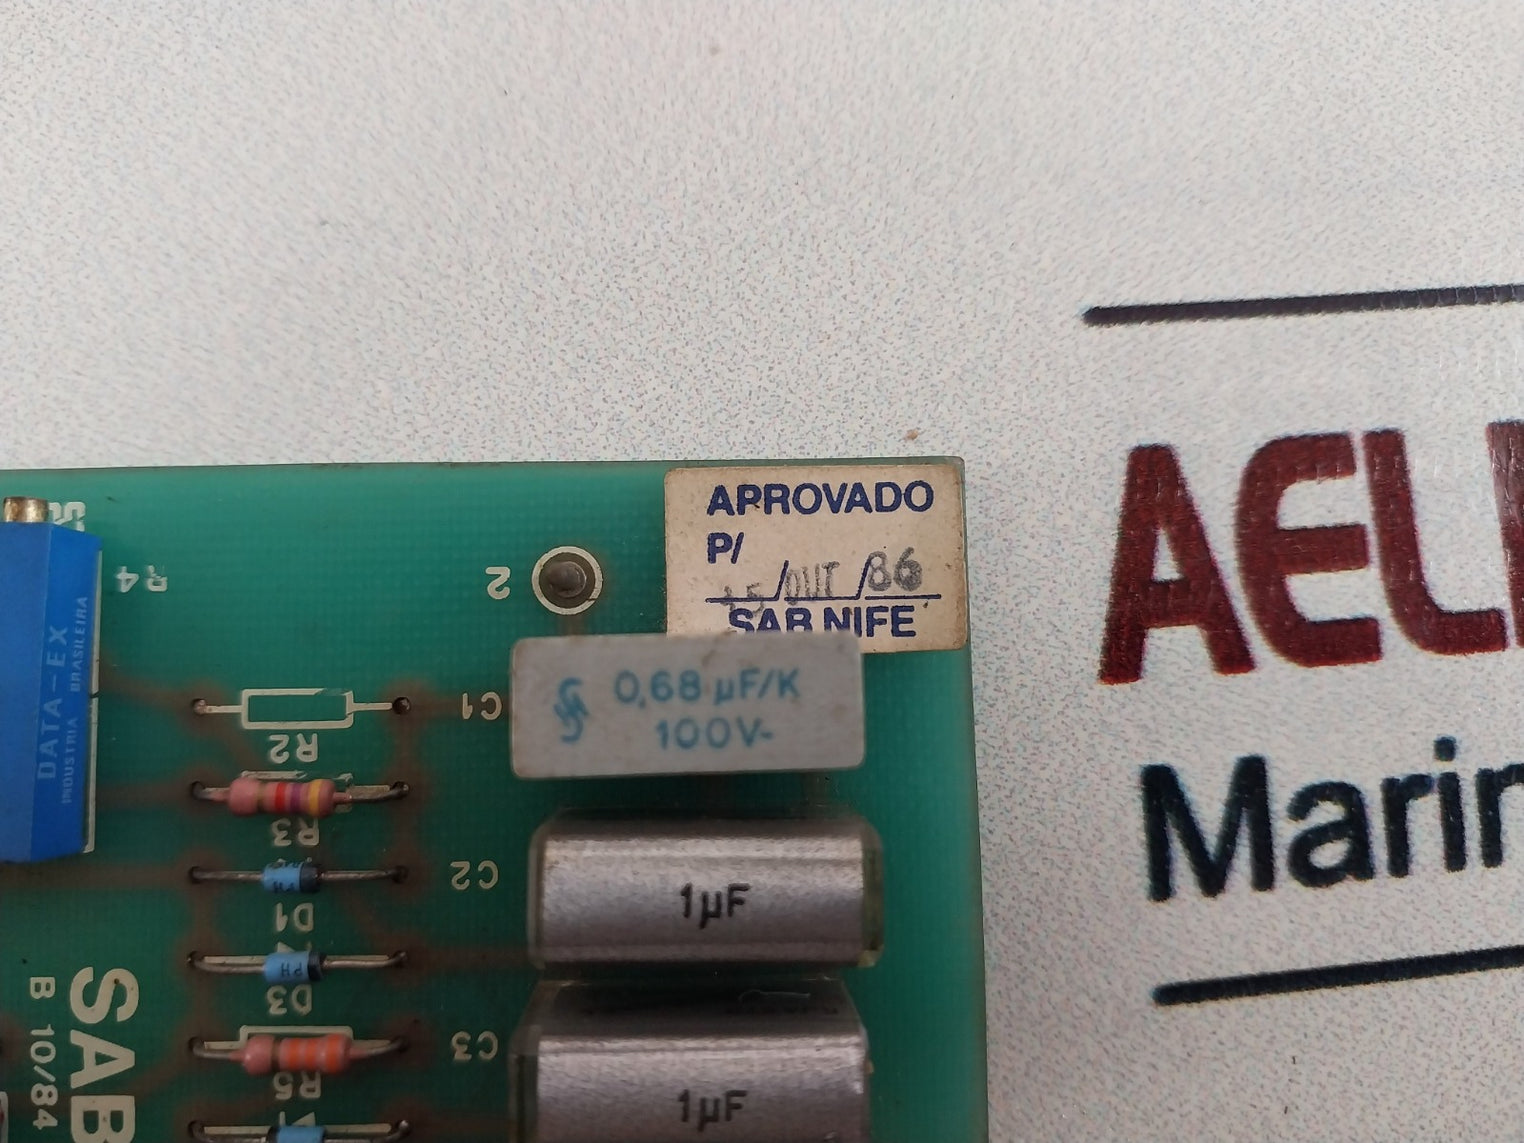 APROVADO
P/
15/OUT/86
SAB NIFE
2
R4
DATA-EX
INDUSTRIA BRASILEIRA
C1
0,68 µF/K
100V-
R2
R3
C2
1µF
D1
PH
D3
C3
1µF
R5
SAB
B 10/84
AEL
Marin